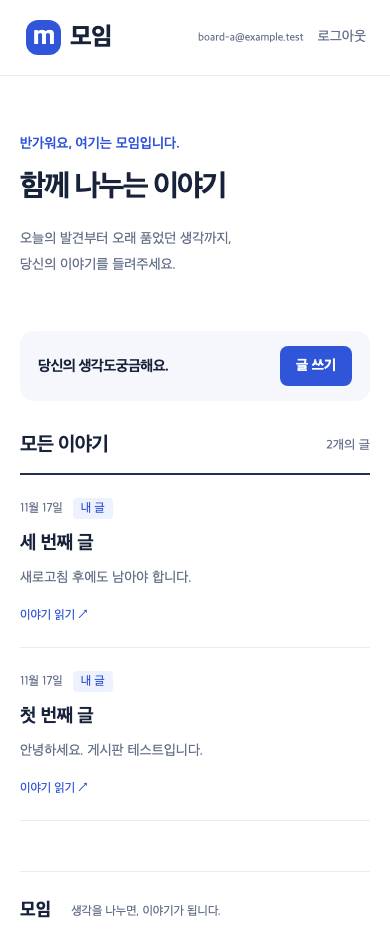 m 모임
board-a@example.test 로그아웃
반가워요, 여기는 모임입니다.
함께 나누는 이야기
오늘의 발견부터 오래 품었던 생각까지,
당신의 이야기를 들려주세요.
당신의 생각도궁금해요.
글 쓰기
모든 이야기
2개의 글
11월 17일 내 글
세 번째 글
새로고침 후에도 남아야 합니다.
이야기 읽기 ↗
11월 17일 내 글
첫 번째 글
안녕하세요. 게시판 테스트입니다.
이야기 읽기 ↗
모임 생각을 나누면, 이야기가 됩니다.